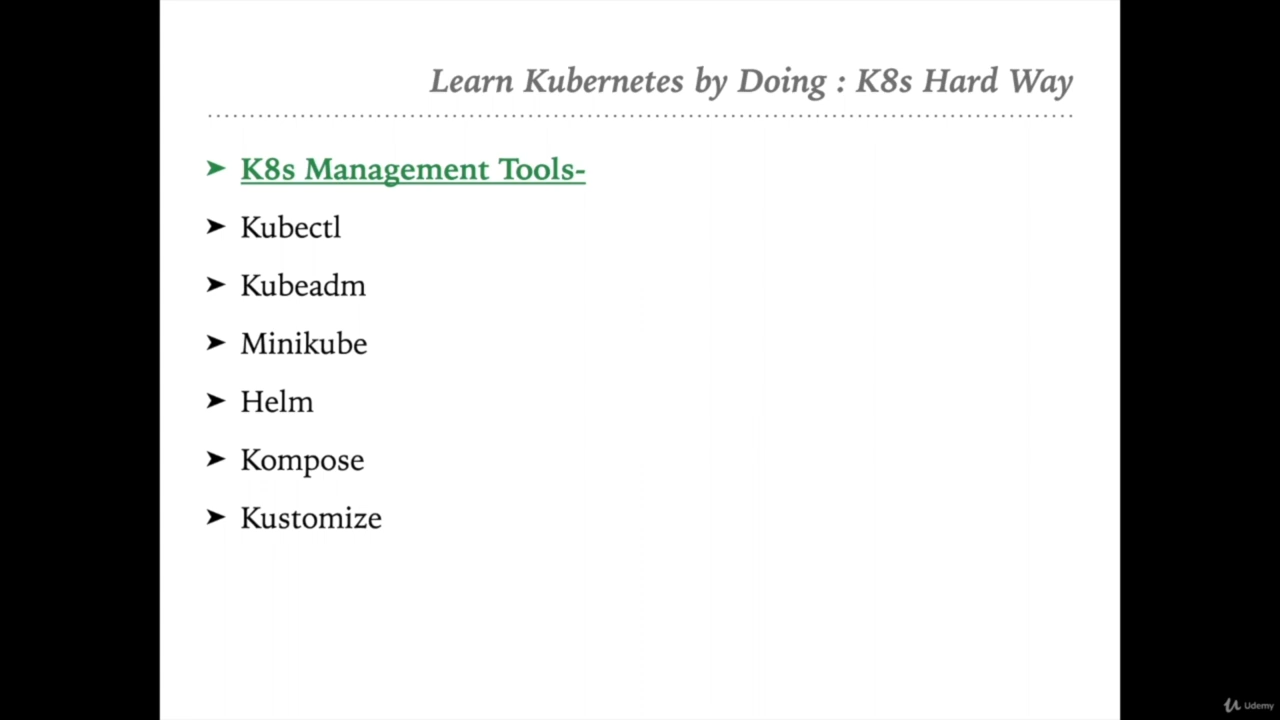 Learn Kubernetes by Doing : K8s Hard Way
➤ K8s Management Tools-
➤ Kubectl
➤ Kubeadm
➤ Minikube
➤ Helm
➤ Kompose
➤ Kustomize
Udemy